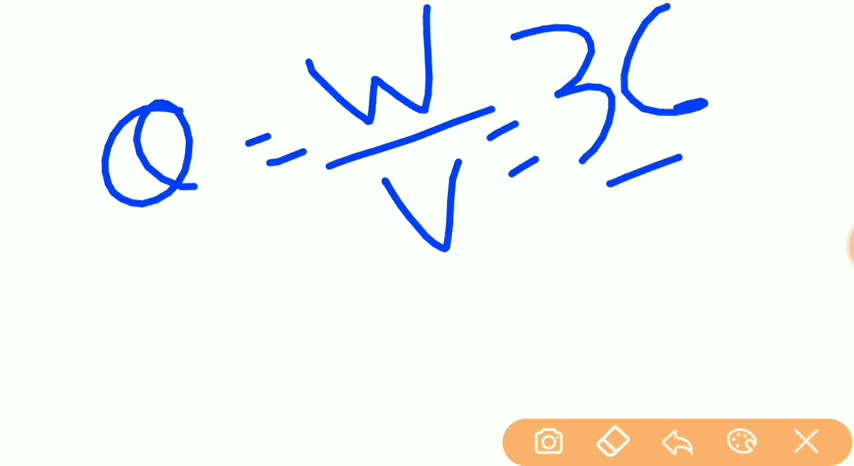 Q = W/V = 3C